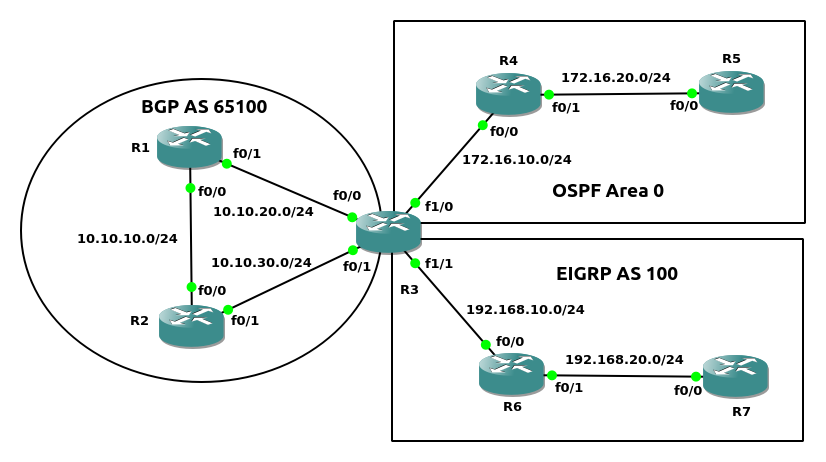 BGP AS 65100
R1
f0/1
f0/0
10.10.20.0/24
f0/0
10.10.10.0/24
10.10.30.0/24
f0/1
f0/0
R2
f0/1
R3
R4
172.16.20.0/24
R5
f0/1
f0/0
f0/0
172.16.10.0/24
OSPF Area 0
f1/0
f1/1
EIGRP AS 100
192.168.10.0/24
f0/0
192.168.20.0/24
f0/1
f0/0
R6
R7